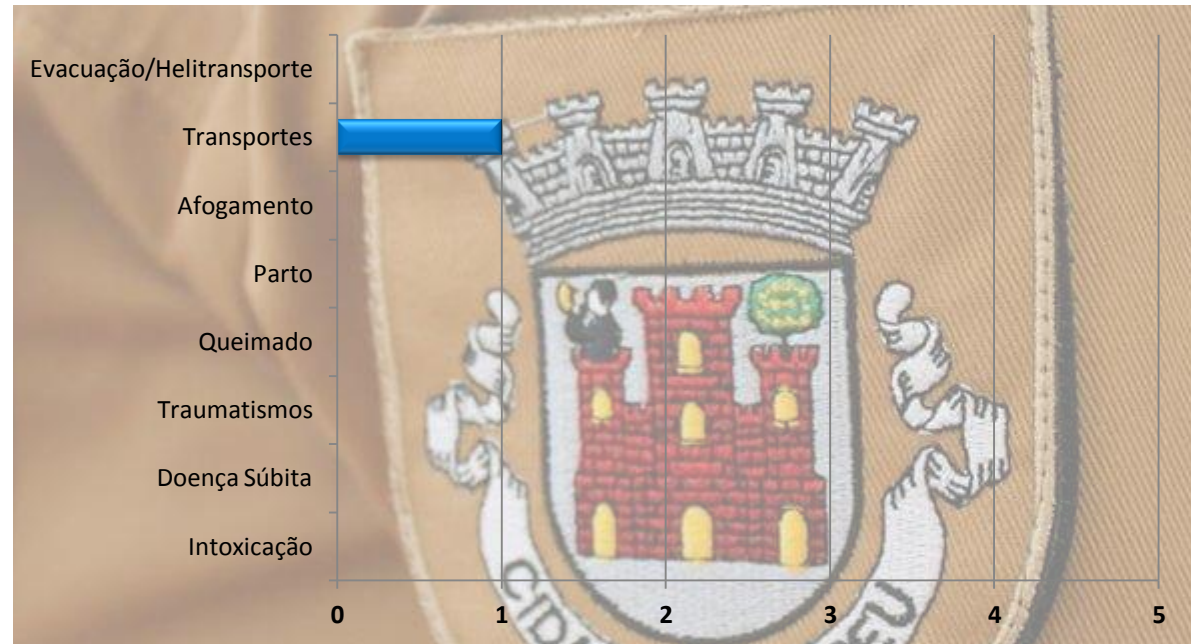 Evacuação/Helitransporte
Transportes
Afogamento
Parto
Queimado
Traumatismos
Doença Súbita
Intoxicação
0 1 2 3 4 5